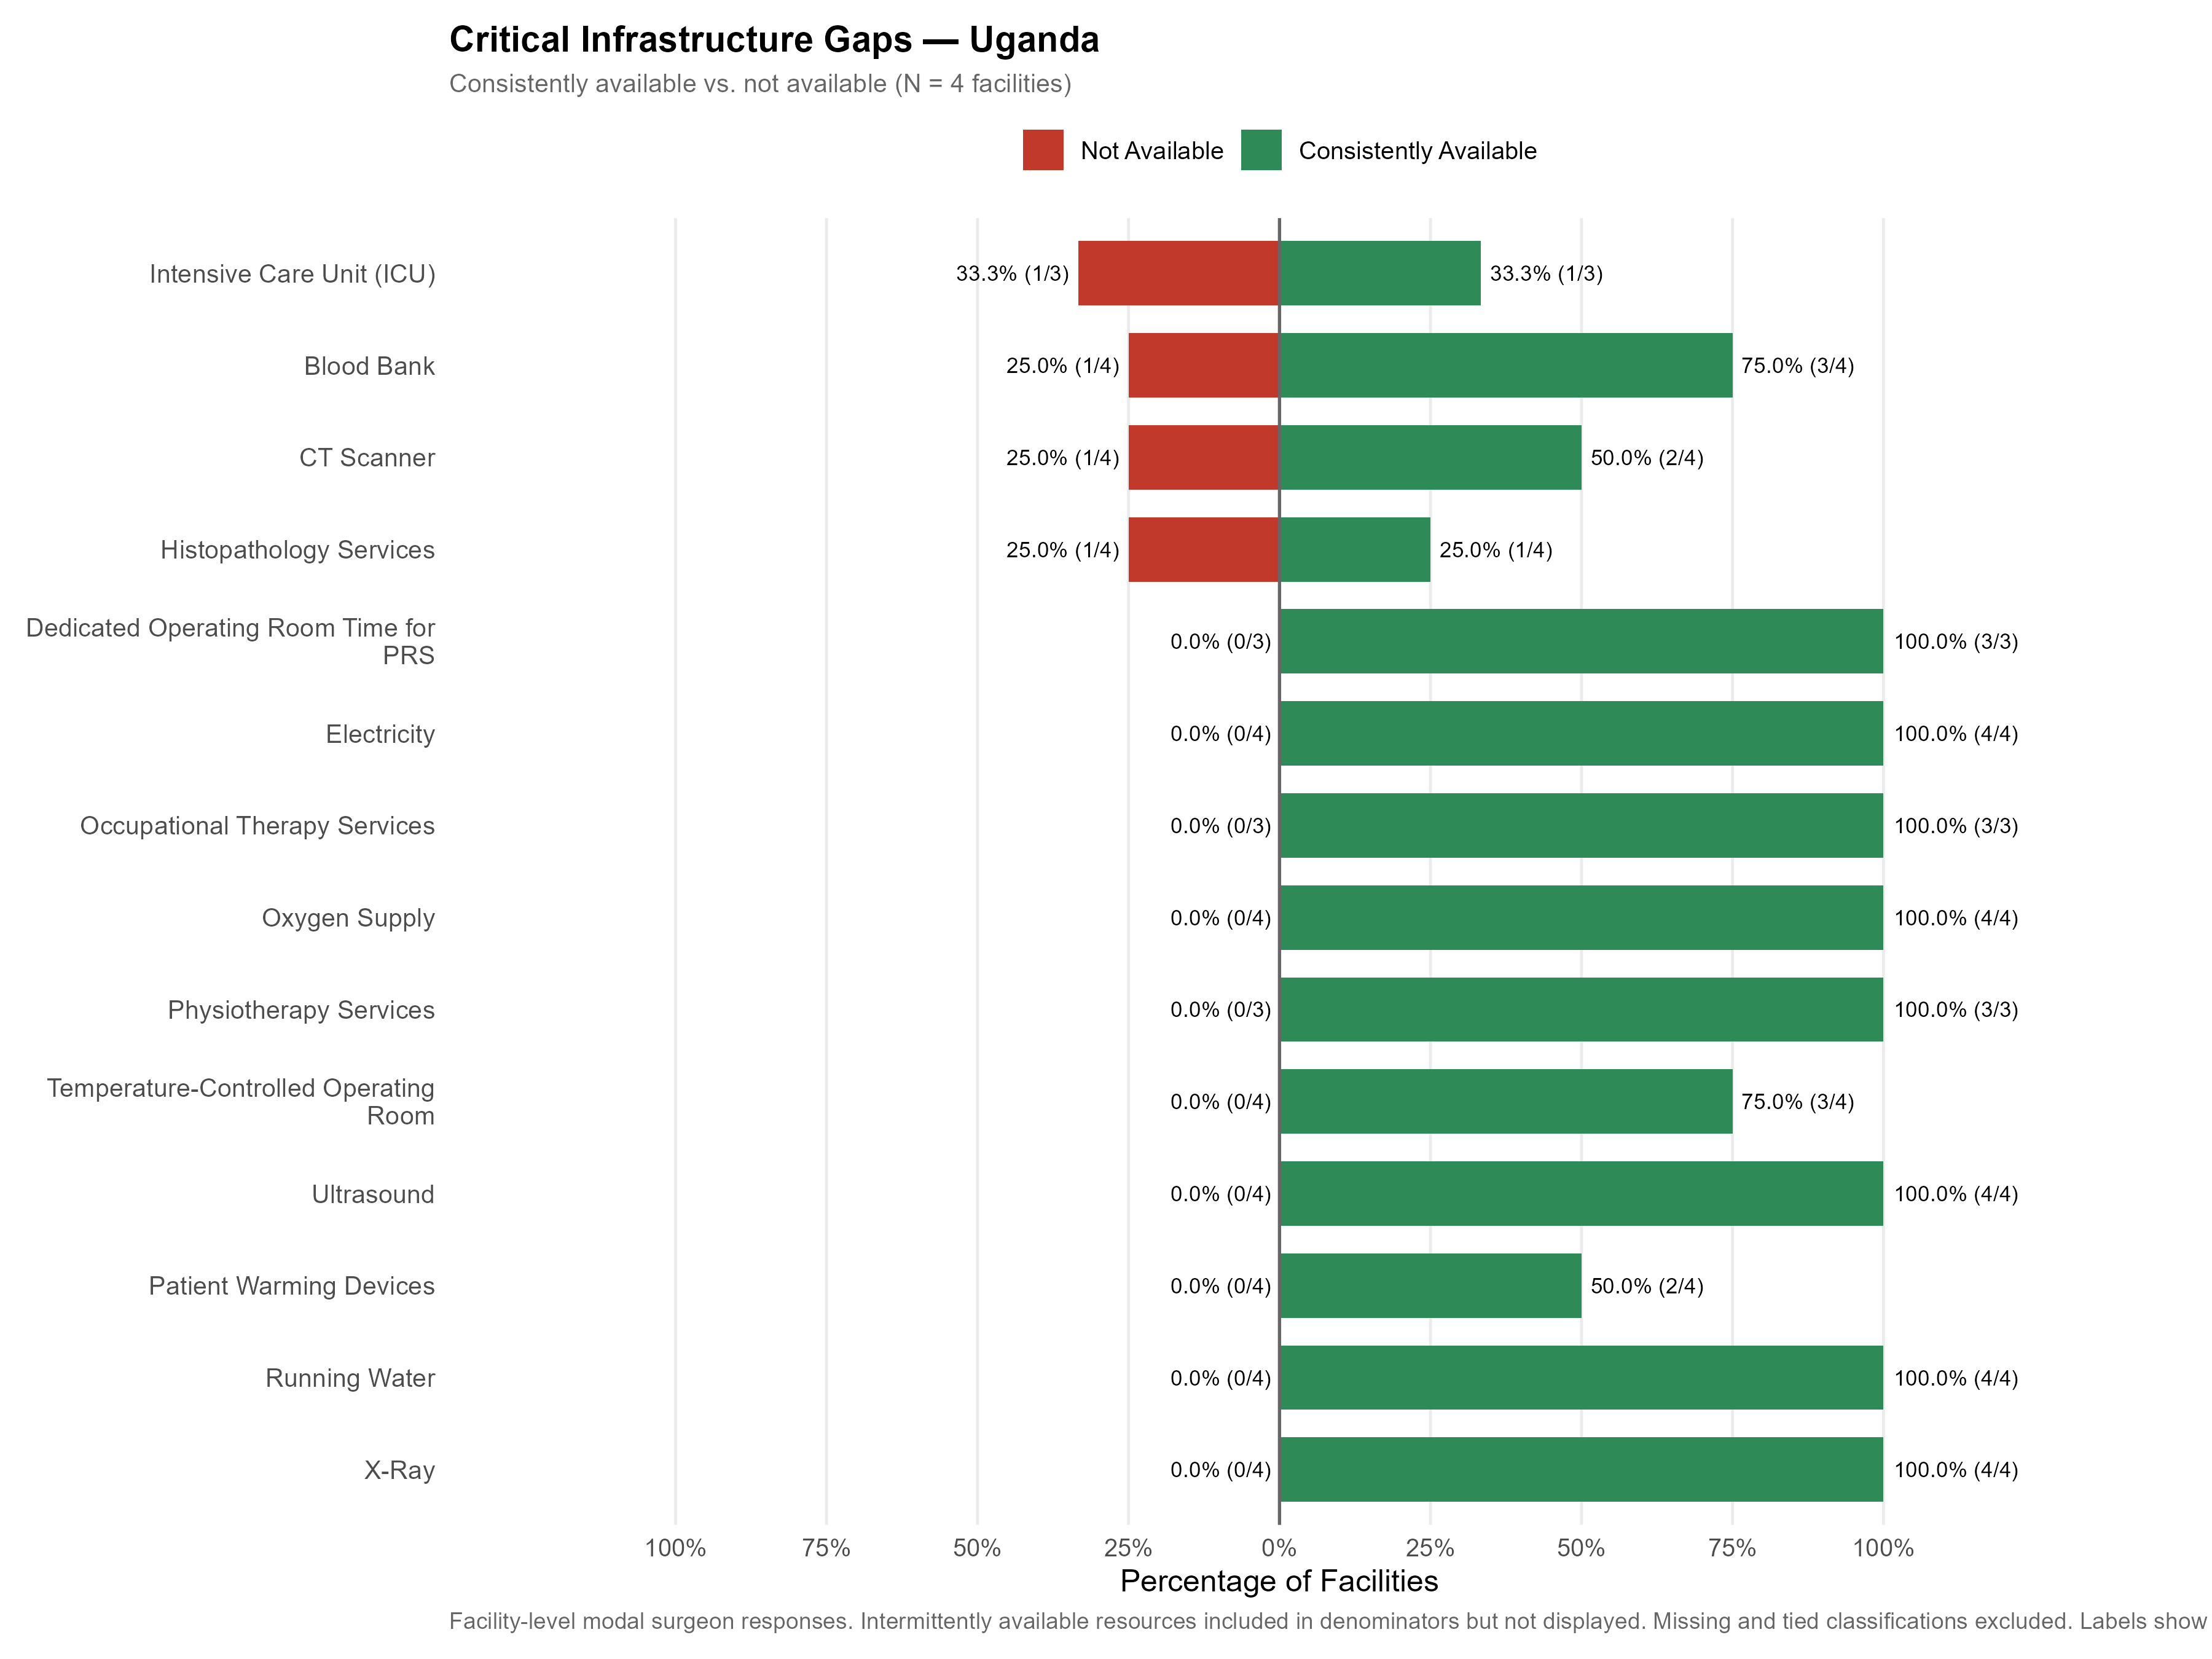 Critical Infrastructure Gaps — Uganda
Consistently available vs. not available (N = 4 facilities)
Not Available
Consistently Available
Intensive Care Unit (ICU)
33.3% (1/3)
33.3% (1/3)
Blood Bank
25.0% (1/4)
75.0% (3/4)
CT Scanner
25.0% (1/4)
50.0% (2/4)
Histopathology Services
25.0% (1/4)
25.0% (1/4)
Dedicated Operating Room Time for
PRS
0.0% (0/3)
100.0% (3/3)
Electricity
0.0% (0/4)
100.0% (4/4)
Occupational Therapy Services
0.0% (0/3)
100.0% (3/3)
Oxygen Supply
0.0% (0/4)
100.0% (4/4)
Physiotherapy Services
0.0% (0/3)
100.0% (3/3)
Temperature-Controlled Operating
Room
0.0% (0/4)
75.0% (3/4)
Ultrasound
0.0% (0/4)
100.0% (4/4)
Patient Warming Devices
0.0% (0/4)
50.0% (2/4)
Running Water
0.0% (0/4)
100.0% (4/4)
X-Ray
0.0% (0/4)
100.0% (4/4)
100% 75% 50% 25% 0% 25% 50% 75% 100%
Percentage of Facilities
Facility-level modal surgeon responses. Intermittently available resources included in denominators but not displayed. Missing and tied classifications excluded. Labels show